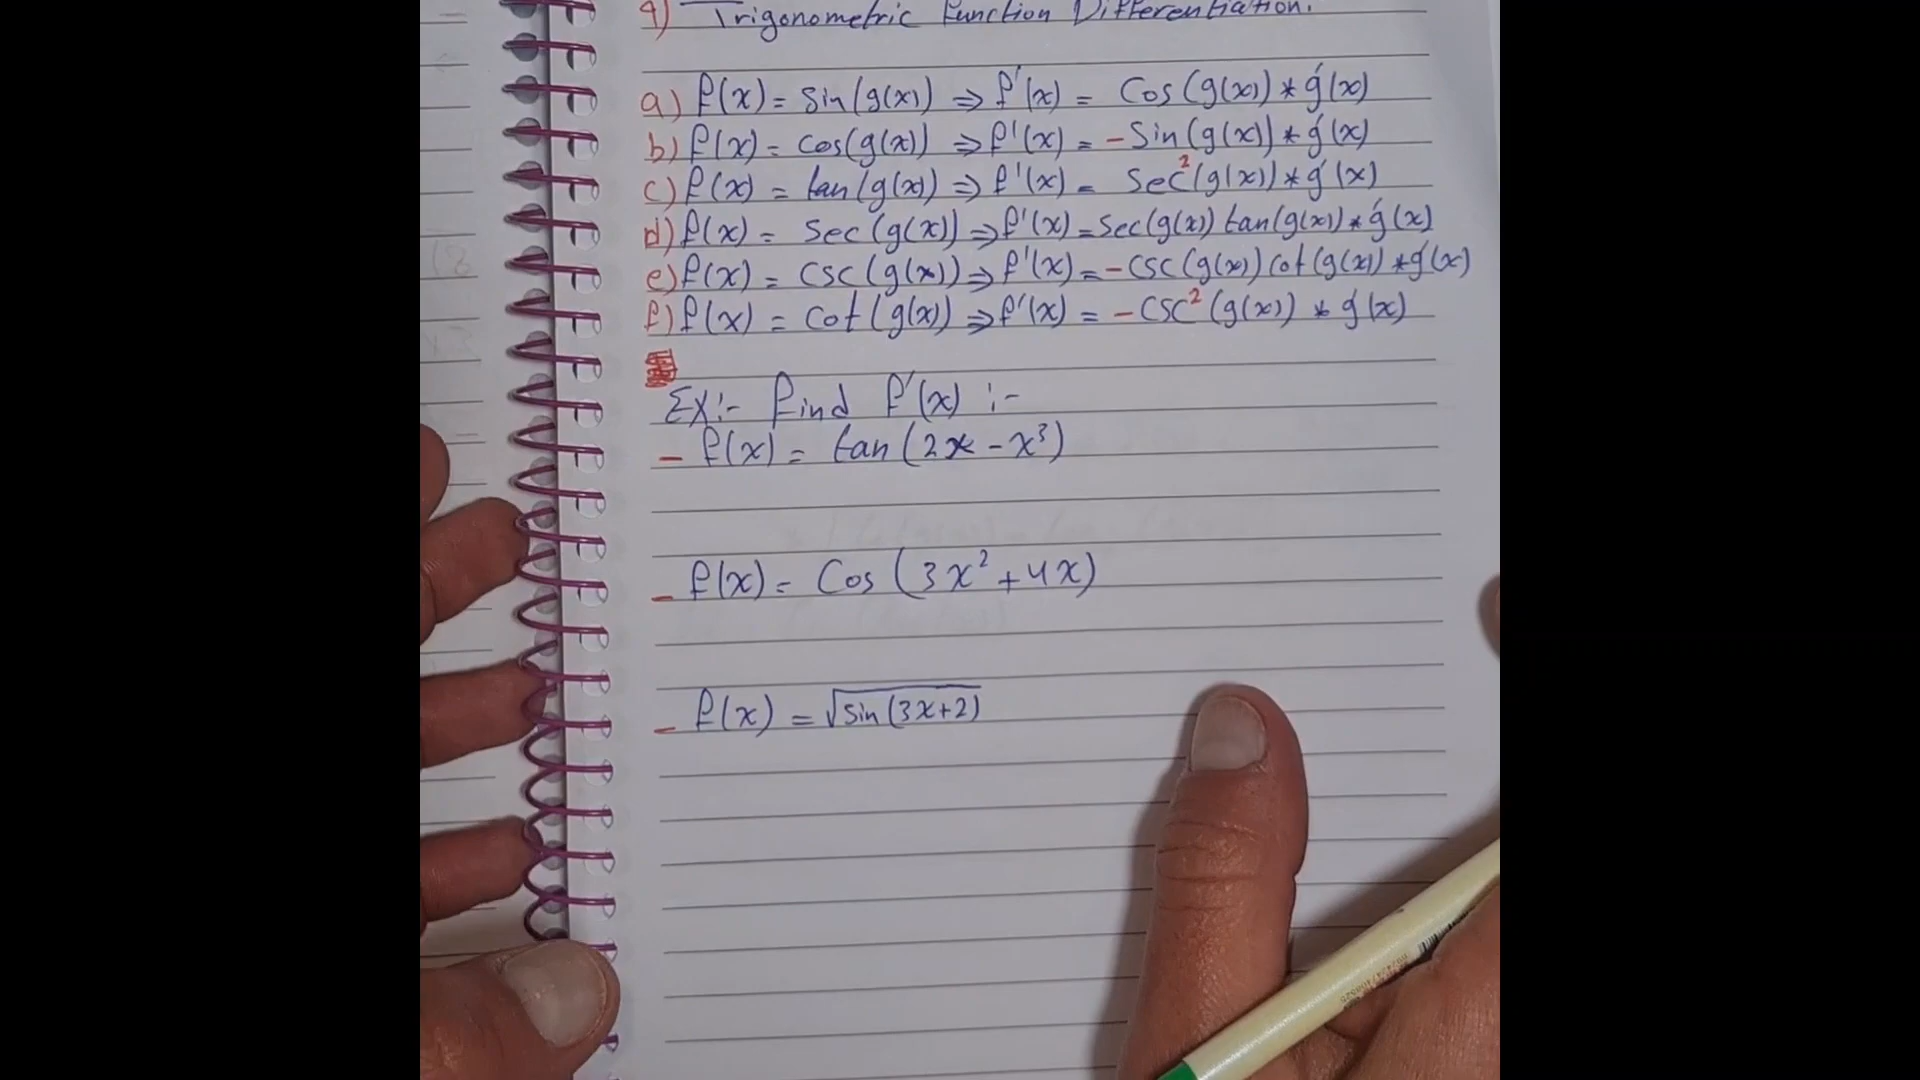 9) Trigonometric Function Differentiation.
a) f(x) = Sin(g(x)) ⇒ f'(x) = Cos(g(x)) * g'(x)
b) f(x) = Cos(g(x)) ⇒ f'(x) = -Sin(g(x)) * g'(x)
c) f(x) = tan(g(x)) ⇒ f'(x) = Sec²(g(x)) * g'(x)
d) f(x) = Sec(g(x)) ⇒ f'(x) = Sec(g(x)) tan(g(x)) * g'(x)
e) f(x) = CSC(g(x)) ⇒ f'(x) = -CSC(g(x)) Cot(g(x)) * g'(x)
f) f(x) = Cot(g(x)) ⇒ f'(x) = -CSC²(g(x)) * g'(x)
EX:- Find f'(x) :-
- f(x) = tan(2x - x³)
- f(x) = Cos(3x² + 4x)
- f(x) = √sin(3x+2)